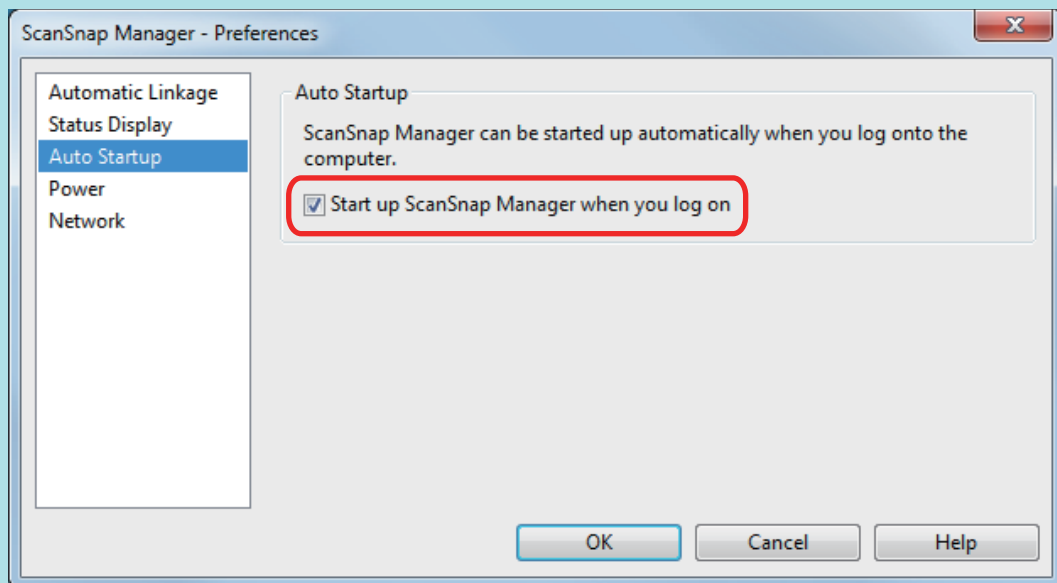 ScanSnap Manager - Preferences
Automatic Linkage
Status Display
Auto Startup
Power
Network
Auto Startup
ScanSnap Manager can be started up automatically when you log onto the
computer.
Start up ScanSnap Manager when you log on
OK
Cancel
Help